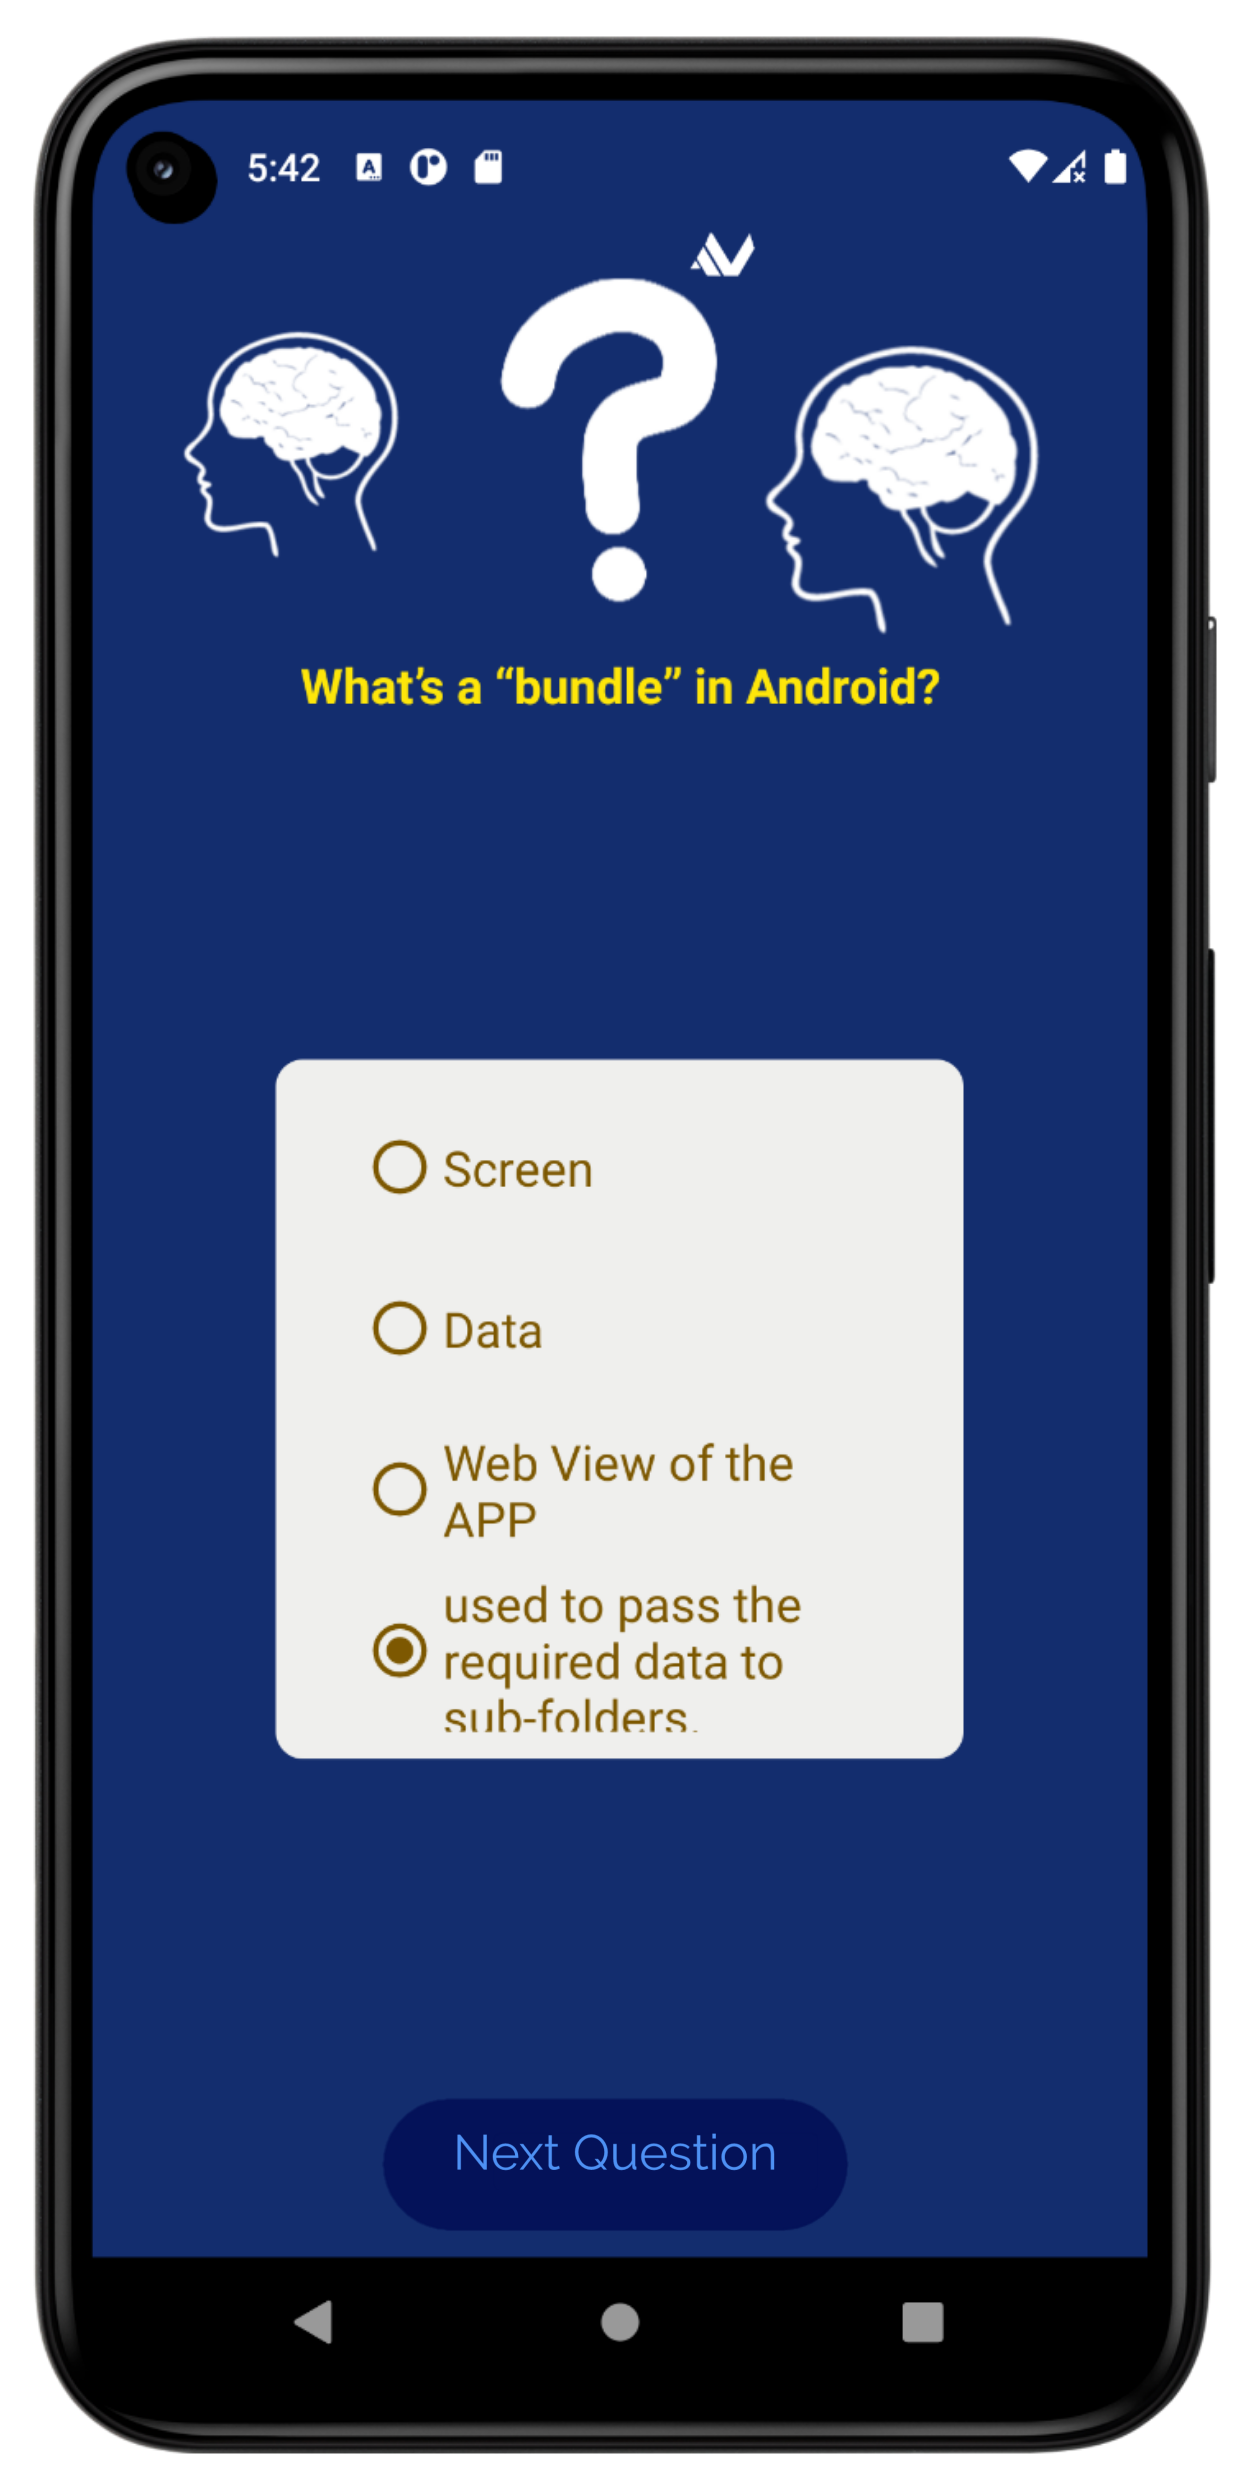 5:42
What’s a “bundle” in Android?
Screen
Data
Web View of the
APP
used to pass the
required data to
sub-folders.
Next Question